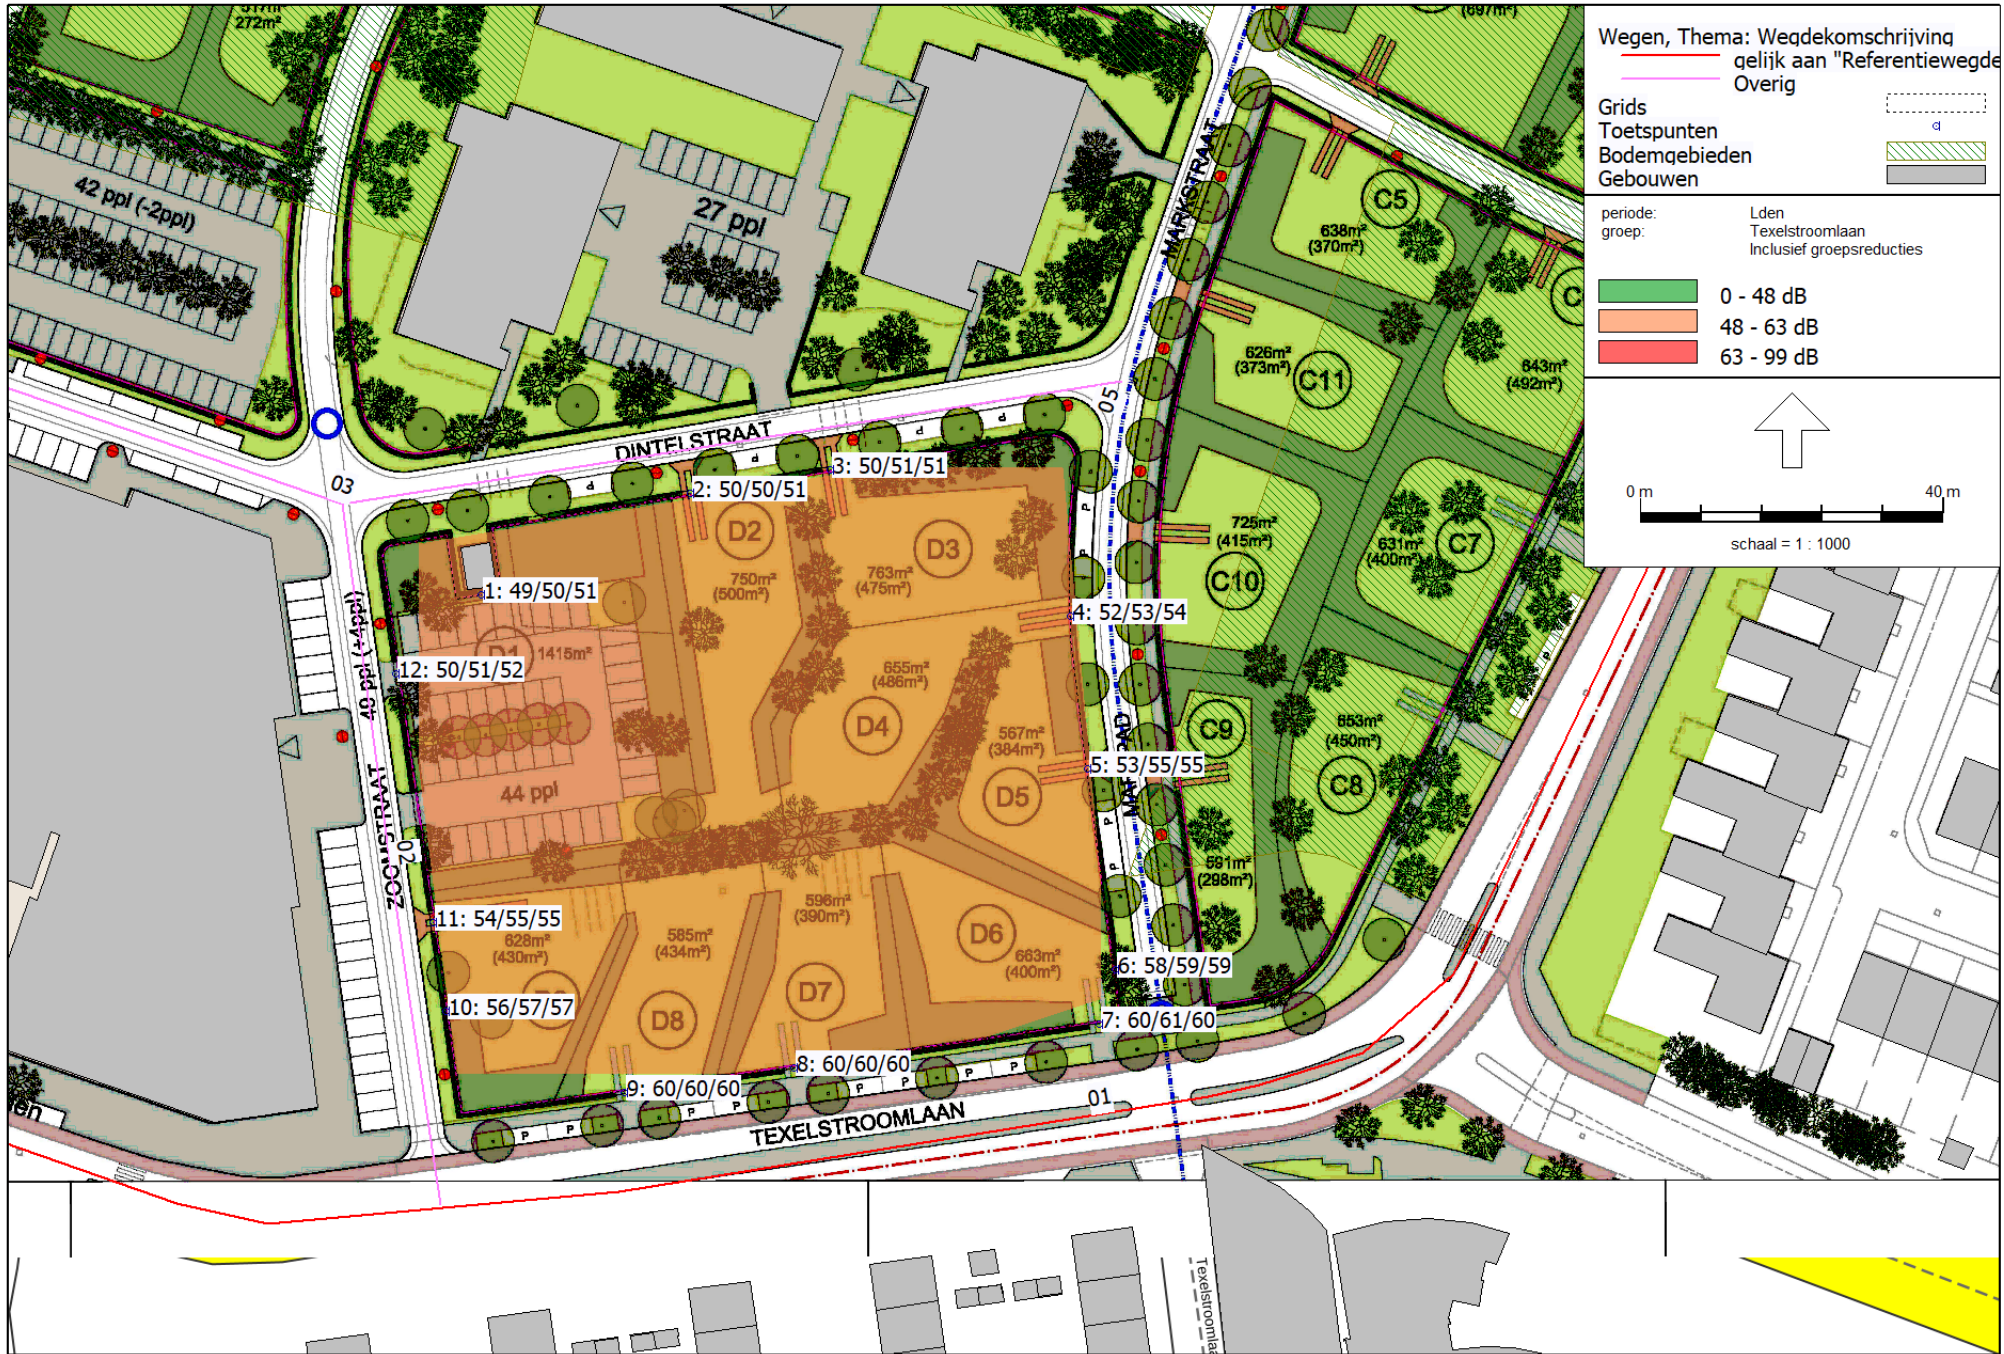 272m²
(697m²)
Wegen, Thema: Wegdekomschrijving
gelijk aan "Referentiewegde
Overig
Grids
Toetspunten
Bodemgebieden
Gebouwen
periode: Lden
groep: Texelstroomlaan
Inclusief groepsreducties
0 - 48 dB
48 - 63 dB
63 - 99 dB
0 m 40 m
schaal = 1 : 1000
42 ppl (-2ppl)
27 ppl
MARKSTRAAT
C5
638m²
(370m²)
626m²
(373m²)
C11
643m²
(492m²)
05
DINTELSTRAAT
P
P
P
P
03
3: 50/51/51
2: 50/50/51
D2
750m²
(500m²)
763m²
(475m²)
D3
P
725m²
(415m²)
C10
631m²
(400m²)
C7
1: 49/50/51
4: 52/53/54
D1
1415m²
12: 50/51/52
655m²
(486m²)
D4
567m²
(384m²)
D5
C9
653m²
(450m²)
C8
P
5: 53/55/55
44 ppl
ZOOMSTRAAT
02
P
P
591m²
(298m²)
11: 54/55/55
628m²
(430m²)
585m²
(434m²)
596m²
(390m²)
D6
663m²
(400m²)
6: 58/59/59
10: 56/57/57
D8
D7
7: 60/61/60
8: 60/60/60
9: 60/60/60
P
P
P
P
P
P
P
01
TEXELSTROOMLAAN
Texelstroomlaa